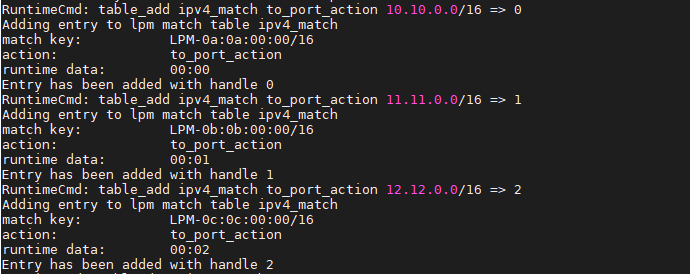 RuntimeCmd: table_add ipv4_match to_port_action 10.10.0.0/16 => 0
Adding entry to lpm match table ipv4_match
match key:           LPM-0a:0a:00:00/16
action:              to_port_action
runtime data:        00:00
Entry has been added with handle 0
RuntimeCmd: table_add ipv4_match to_port_action 11.11.0.0/16 => 1
Adding entry to lpm match table ipv4_match
match key:           LPM-0b:0b:00:00/16
action:              to_port_action
runtime data:        00:01
Entry has been added with handle 1
RuntimeCmd: table_add ipv4_match to_port_action 12.12.0.0/16 => 2
Adding entry to lpm match table ipv4_match
match key:           LPM-0c:0c:00:00/16
action:              to_port_action
runtime data:        00:02
Entry has been added with handle 2